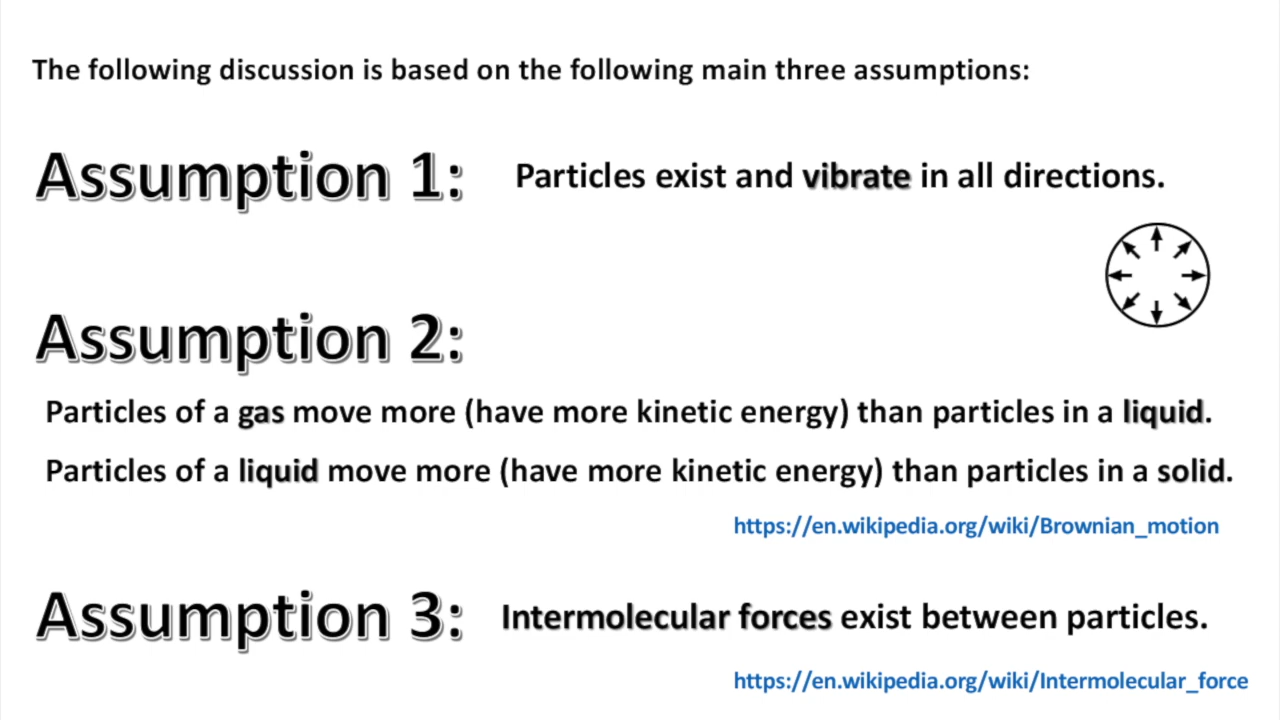 The following discussion is based on the following main three assumptions:
Assumption 1: Particles exist and vibrate in all directions.
Assumption 2:
Particles of a gas move more (have more kinetic energy) than particles in a liquid.
Particles of a liquid move more (have more kinetic energy) than particles in a solid.
https://en.wikipedia.org/wiki/Brownian_motion
Assumption 3: Intermolecular forces exist between particles.
https://en.wikipedia.org/wiki/Intermolecular_force